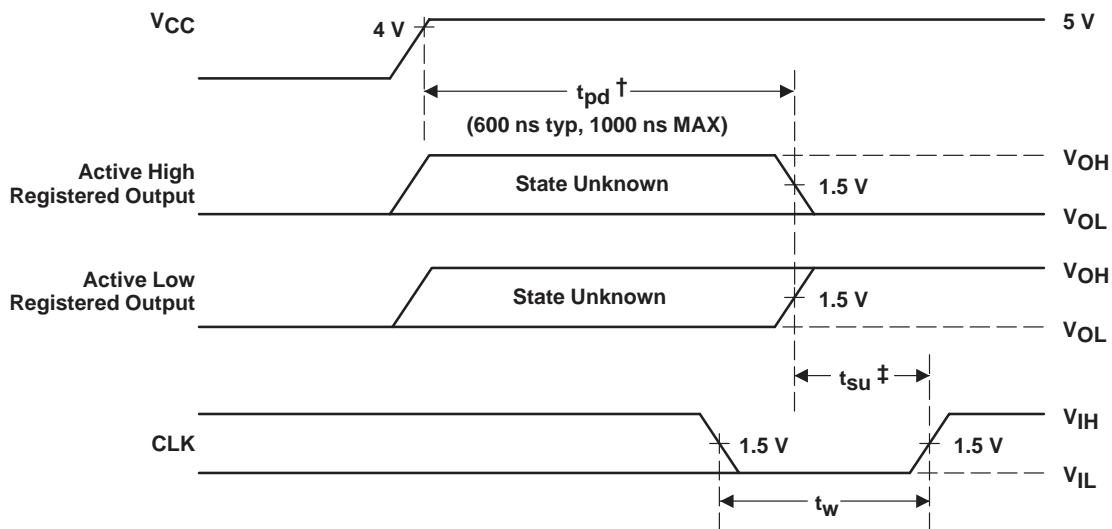 VCC
4 V
5 V
tpd †
(600 ns typ, 1000 ns MAX)
Active High
Registered Output
State Unknown
1.5 V
VOH
VOL
Active Low
Registered Output
State Unknown
1.5 V
VOH
VOL
tsu ‡
CLK
1.5 V
1.5 V
VIH
VIL
tw